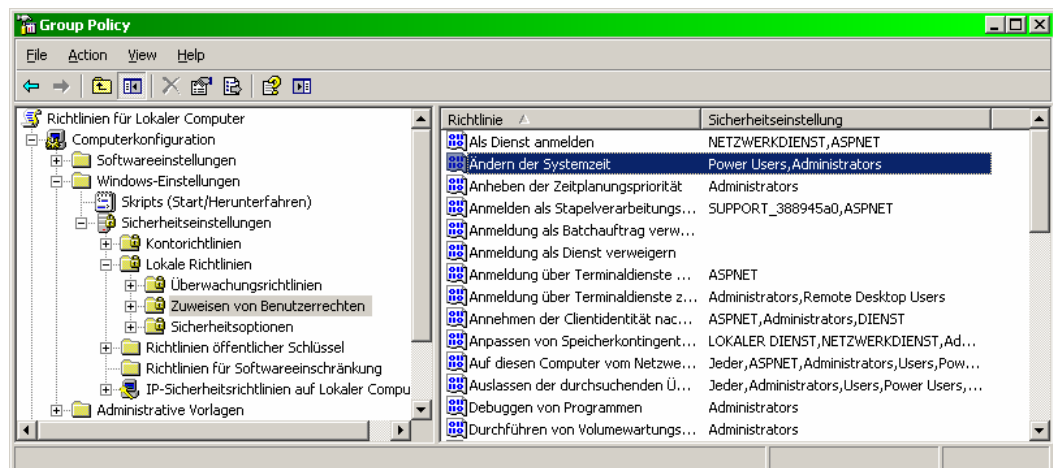 Group Policy
File Action View Help
Richtlinien für Lokaler Computer
Computerkonfiguration
Softwareeinstellungen
Windows-Einstellungen
Skripts (Start/Herunterfahren)
Sicherheitseinstellungen
Kontorichtlinien
Lokale Richtlinien
Überwachungsrichtlinien
Zuweisen von Benutzerrechten
Sicherheitsoptionen
Richtlinien öffentlicher Schlüssel
Richtlinien für Softwareeinschränkung
IP-Sicherheitsrichtlinien auf Lokaler Compu
Administrative Vorlagen
Richtlinie Sicherheitseinstellung
Als Dienst anmelden NETZWERKDIENST,ASPNET
Ändern der Systemzeit Power Users,Administrators
Anheben der Zeitplanungspriorität Administrators
Anmelden als Stapelverarbeitungs... SUPPORT_388945a0,ASPNET
Anmeldung als Batchauftrag verw...
Anmeldung als Dienst verweigern
Anmeldung über Terminaldienste ... ASPNET
Anmeldung über Terminaldienste z... Administrators,Remote Desktop Users
Annehmen der Clientidentität nac... ASPNET,Administrators,DIENST
Anpassen von Speicherkontingent... LOKALER DIENST,NETZWERKDIENST,Ad...
Auf diesen Computer vom Netzwe... Jeder,ASPNET,Administrators,Users,Pow...
Auslassen der durchsuchenden Ü... Jeder,Administrators,Users,Power Users,...
Debuggen von Programmen Administrators
Durchführen von Volumewartungs... Administrators